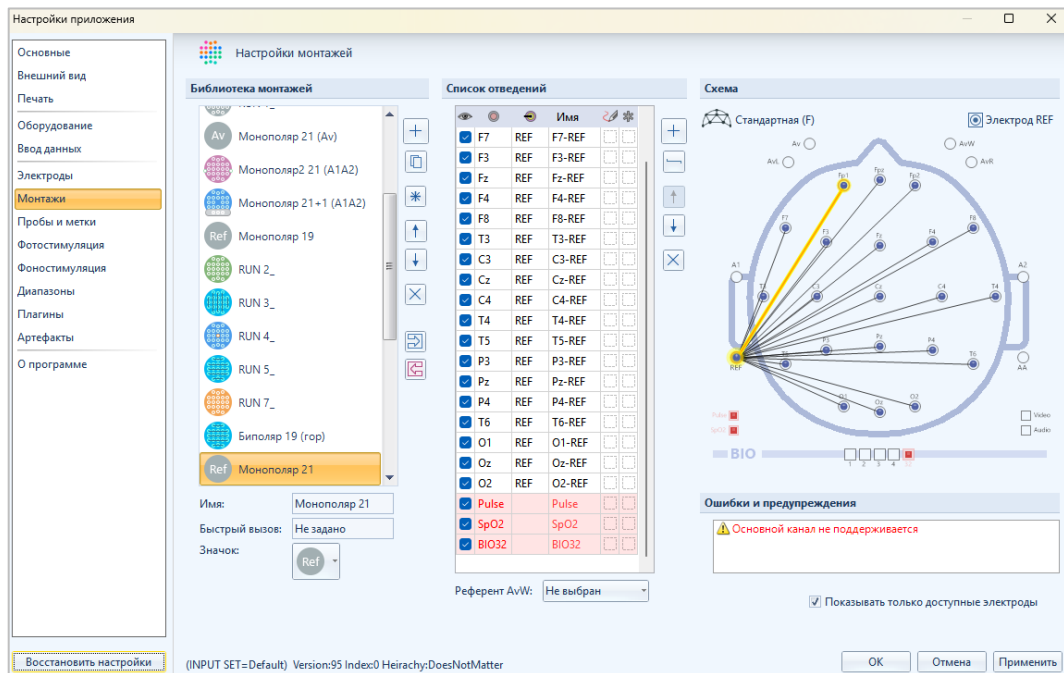 Настройки приложения
Основные
Внешний вид
Печать
Оборудование
Ввод данных
Электроды
Монтажи
Пробы и метки
Фотостимуляция
Фоностимуляция
Диапазоны
Плагины
Артефакты
О программе
Восстановить настройки
Настройки монтажей
Библиотека монтажей
Av Монополяр 21 (Av)
Монополяр2 21 (A1A2)
Монополяр 21+1 (A1A2)
Ref Монополяр 19
RUN 2_
RUN 3_
RUN 4_
RUN 5_
RUN 7_
Биполяр 19 (гор)
Ref Монополяр 21
Имя: Монополяр 21
Быстрый вызов: Не задано
Значок: Ref
Список отведений
Имя
F7 REF F7-REF
F3 REF F3-REF
Fz REF Fz-REF
F4 REF F4-REF
F8 REF F8-REF
T3 REF T3-REF
C3 REF C3-REF
Cz REF Cz-REF
C4 REF C4-REF
T4 REF T4-REF
T5 REF T5-REF
P3 REF P3-REF
Pz REF Pz-REF
P4 REF P4-REF
T6 REF T6-REF
O1 REF O1-REF
Oz REF Oz-REF
O2 REF O2-REF
Pulse Pulse
SpO2 SpO2
BIO32 BIO32
Референт AvW: Не выбран
Схема
Стандартная (F) Электрод REF
Av AvW
AvL AvR
Fp1 Fpz Fp2
F7 F3 Fz F4 F8
A1 A2
T3 C3 Cz C4 T4
REF T5 P3 Pz P4 T6 AA
O1 Oz O2
Pulse Video
SpO2 Audio
BIO
1 2 3 4 32
Ошибки и предупреждения
Основной канал не поддерживается
Показывать только доступные электроды
(INPUT SET=Default) Version:95 Index:0 Heirachy:DoesNotMatter
ОК Отмена Применить